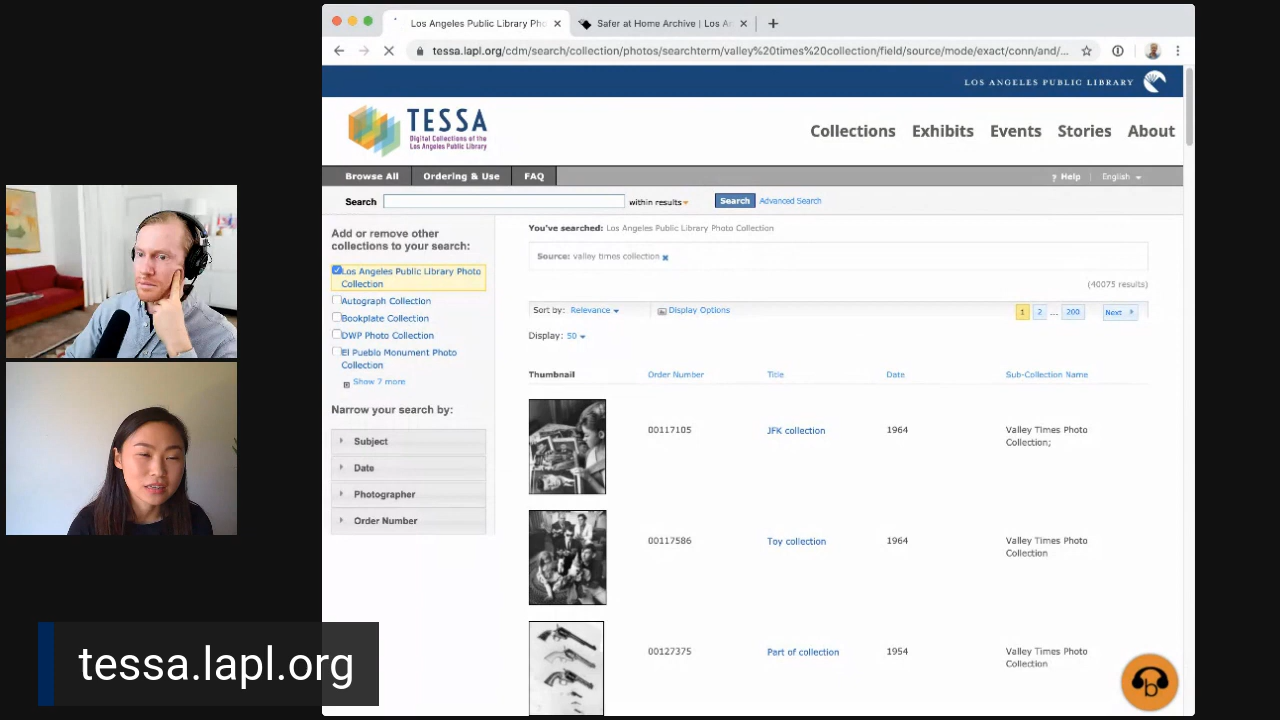 Los Angeles Public Library Pho
Safer at Home Archive | Los An
tessa.lapl.org/cdm/search/collection/photos/searchterm/valley%20times%20collection/field/source/mode/exact/conn/and/...
LOS ANGELES PUBLIC LIBRARY
TESSA
Digital Collections of the
Los Angeles Public Library
Collections Exhibits Events Stories About
Browse All Ordering & Use FAQ
? Help English
Search within results Search Advanced Search
Add or remove other
collections to your search:
Los Angeles Public Library Photo
Collection
Autograph Collection
Bookplate Collection
DWP Photo Collection
El Pueblo Monument Photo
Collection
Show 7 more
Narrow your search by:
Subject
Date
Photographer
Order Number
You've searched: Los Angeles Public Library Photo Collection
Source: valley times collection
(40075 results)
Sort by: Relevance Display Options 1 2 ... 200 Next
Display: 50
Thumbnail Order Number Title Date Sub-Collection Name
00117105 JFK collection 1964 Valley Times Photo
Collection;
00117586 Toy collection 1964 Valley Times Photo
Collection
00127375 Part of collection 1954 Valley Times Photo
Collection
b
tessa.lapl.org